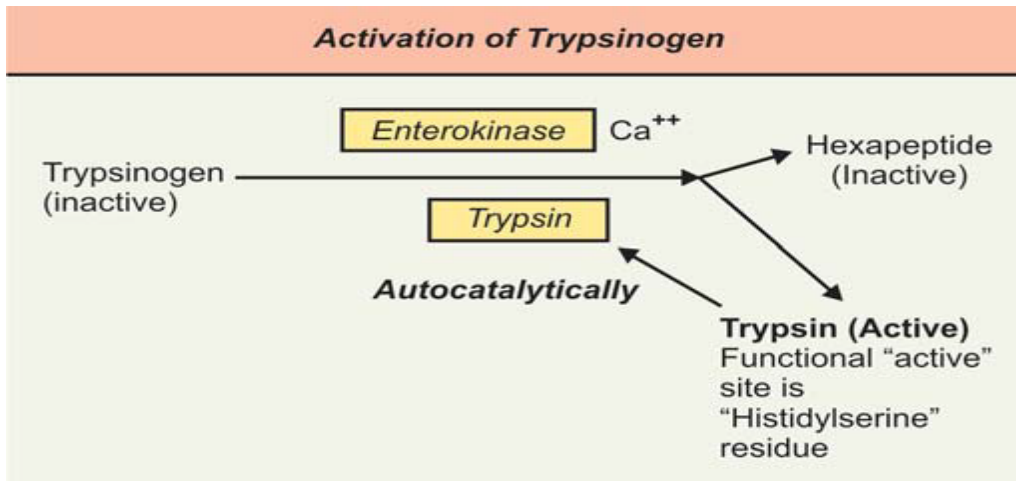 Activation of Trypsinogen
Enterokinase Ca++
Trypsinogen
(inactive)
Hexapeptide
(Inactive)
Trypsin
Autocatalytically
Trypsin (Active)
Functional “active”
site is
“Histidylserine”
residue